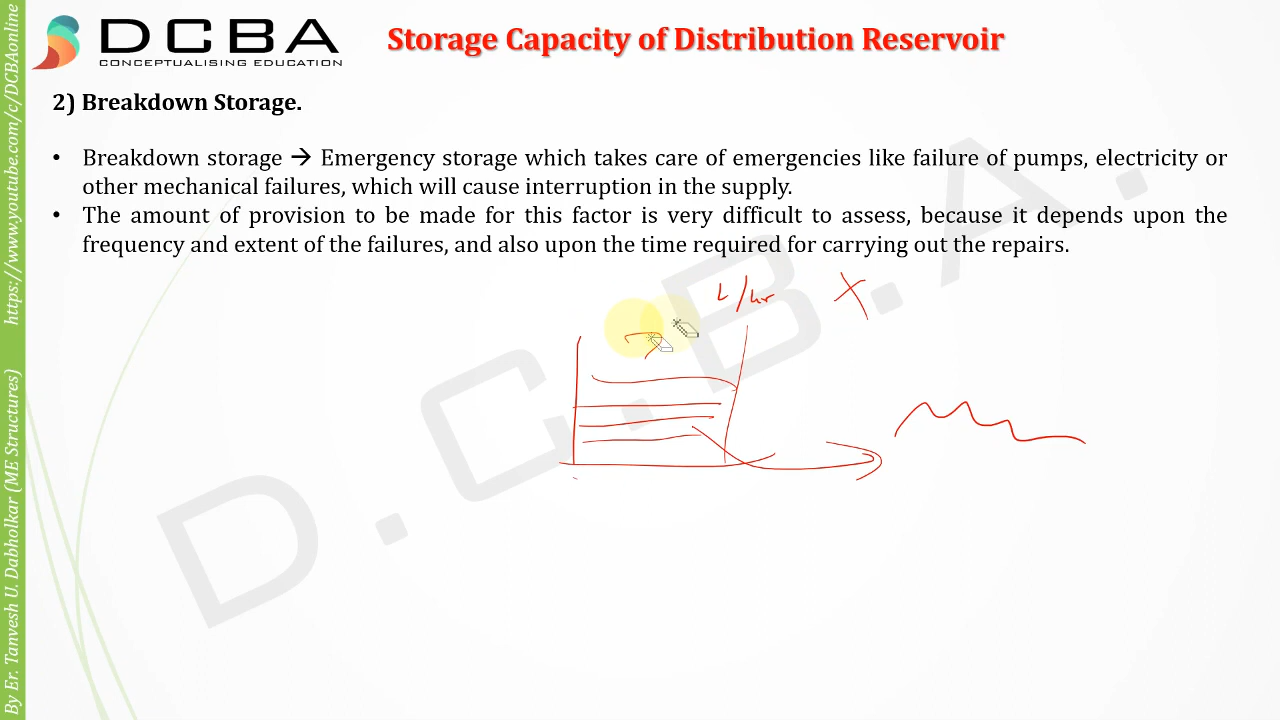 DCBA
CONCEPTUALISING EDUCATION
Storage Capacity of Distribution Reservoir
2) Breakdown Storage.
• Breakdown storage → Emergency storage which takes care of emergencies like failure of pumps, electricity or
other mechanical failures, which will cause interruption in the supply.
• The amount of provision to be made for this factor is very difficult to assess, because it depends upon the
frequency and extent of the failures, and also upon the time required for carrying out the repairs.
L/hr X
D.C.B.A.
By Er. Tanvesh U. Dabholkar (ME Structures) https://www.youtube.com/c/DCBAonline